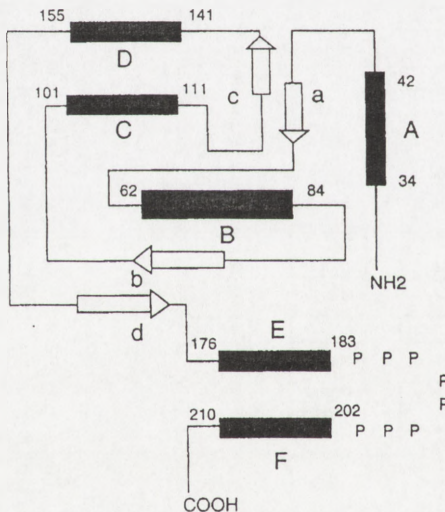 155 141
D
c a 42
101 111
C A
34
62 84
B
NH2
b
d
E
176 183 P P P
P
P
210 202 P P P
F
COOH